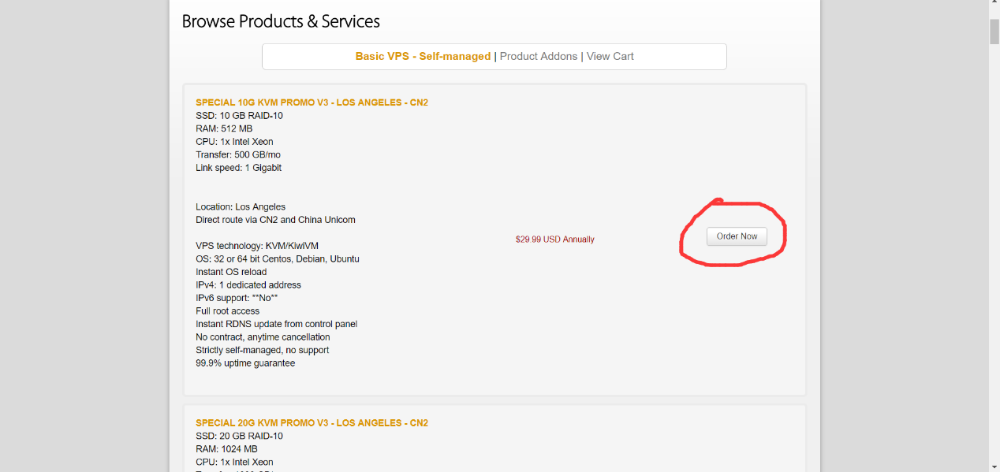 Browse Products & Services
Basic VPS - Self-managed | Product Addons | View Cart
SPECIAL 10G KVM PROMO V3 - LOS ANGELES - CN2
SSD: 10 GB RAID-10
RAM: 512 MB
CPU: 1x Intel Xeon
Transfer: 500 GB/mo
Link speed: 1 Gigabit
Location: Los Angeles
Direct route via CN2 and China Unicom
VPS technology: KVM/KiwiVM
OS: 32 or 64 bit Centos, Debian, Ubuntu
Instant OS reload
IPv4: 1 dedicated address
IPv6 support: **No**
Full root access
Instant RDNS update from control panel
No contract, anytime cancellation
Strictly self-managed, no support
99.9% uptime guarantee
$29.99 USD Annually
Order Now
SPECIAL 20G KVM PROMO V3 - LOS ANGELES - CN2
SSD: 20 GB RAID-10
RAM: 1024 MB
CPU: 1x Intel Xeon